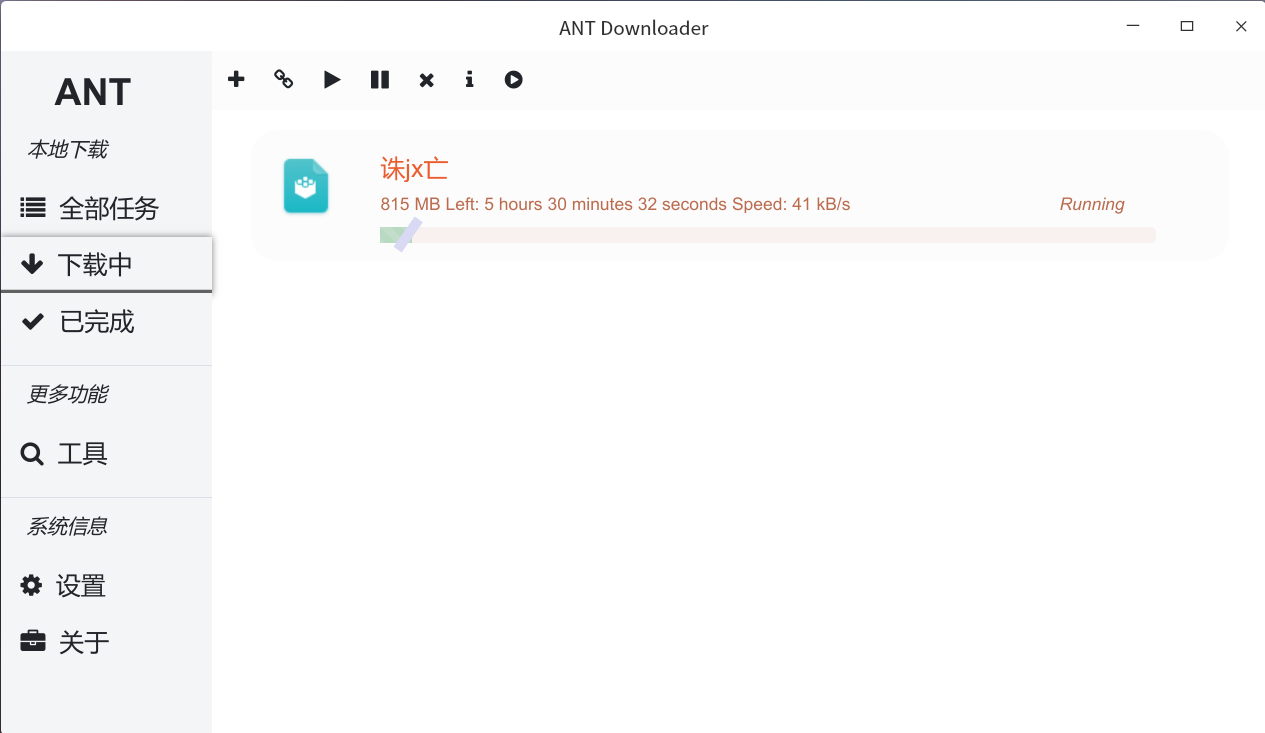 ANT Downloader
ANT
本地下载
全部任务
下载中
已完成
更多功能
工具
系统信息
设置
关于
诛jx亡
815 MB Left: 5 hours 30 minutes 32 seconds Speed: 41 kB/s
Running